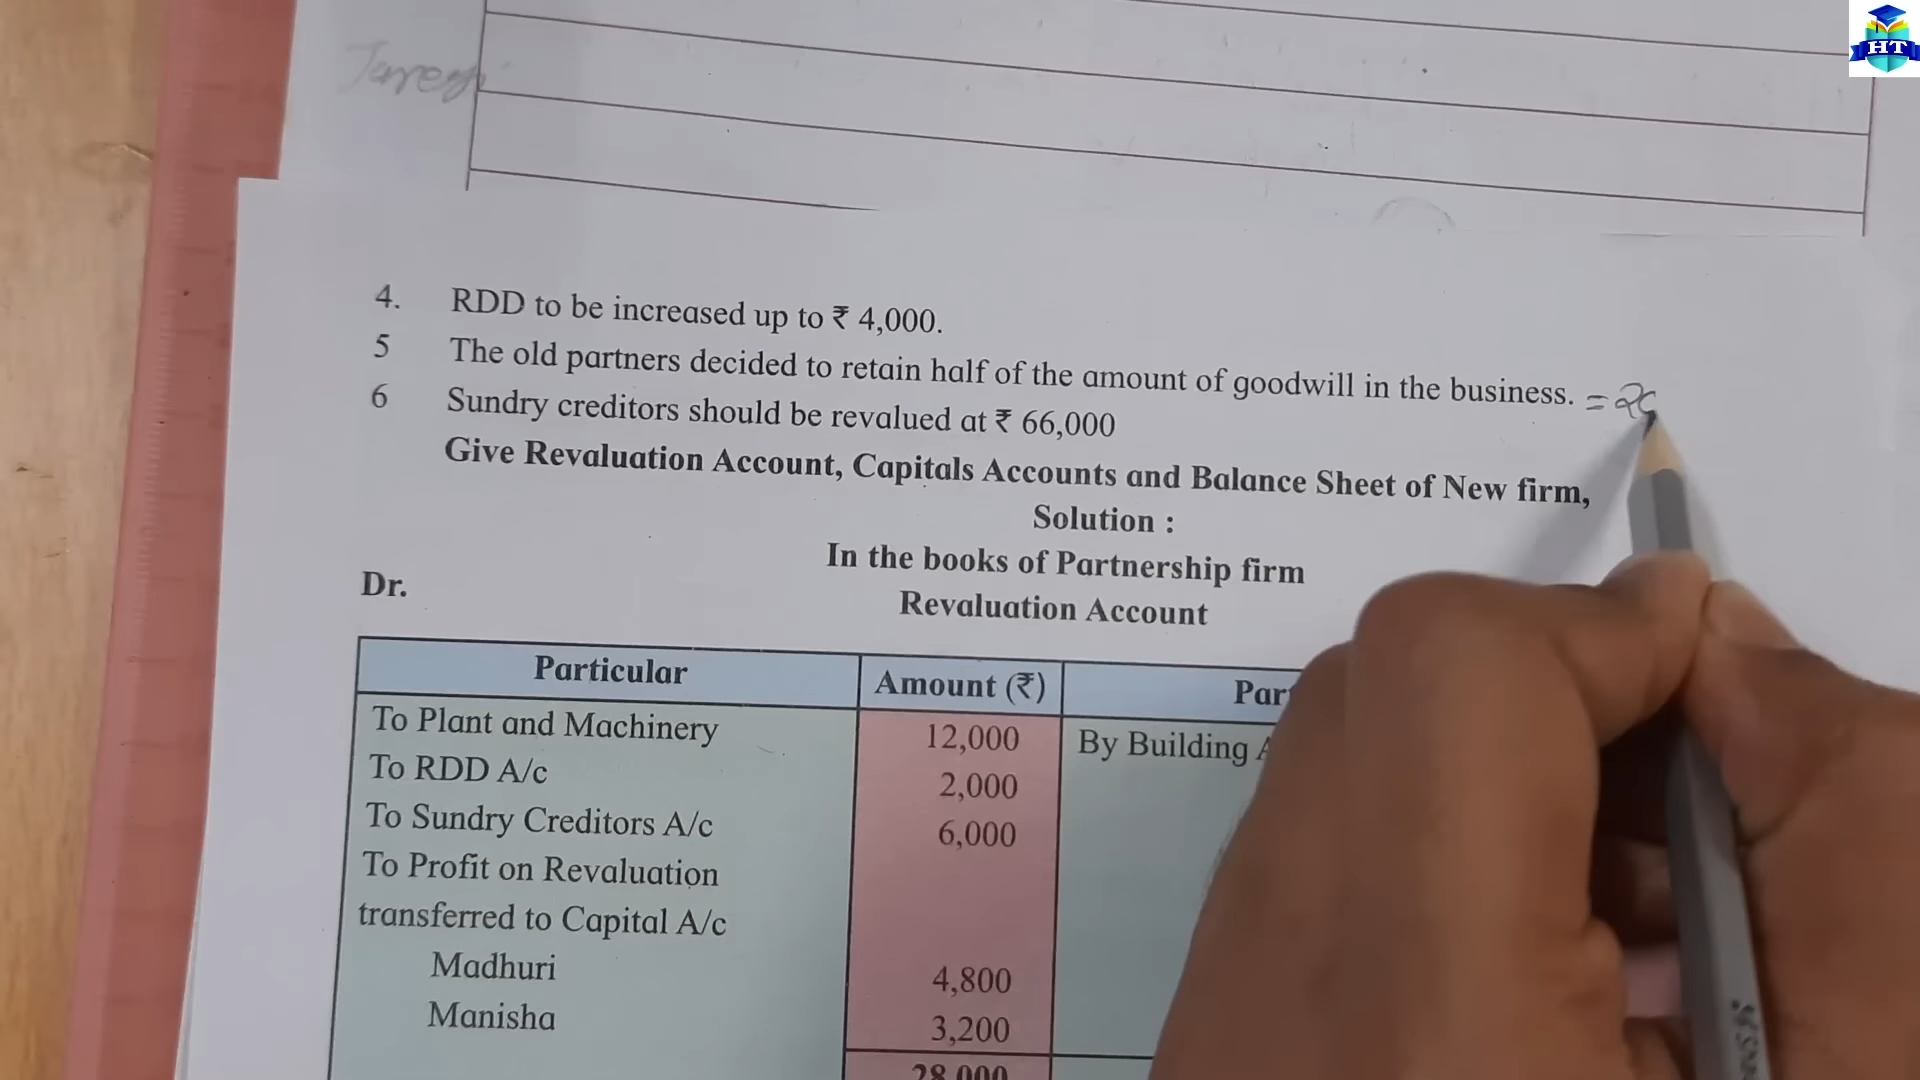 HT
4. RDD to be increased up to ₹ 4,000.
5 The old partners decided to retain half of the amount of goodwill in the business. =
6 Sundry creditors should be revalued at ₹ 66,000
Give Revaluation Account, Capitals Accounts and Balance Sheet of New firm,
Solution :
In the books of Partnership firm
Dr.
Revaluation Account
Particular Amount (₹)
To Plant and Machinery 12,000 By Building
To RDD A/c 2,000
To Sundry Creditors A/c 6,000
To Profit on Revaluation
transferred to Capital A/c
Madhuri 4,800
Manisha 3,200
28,000